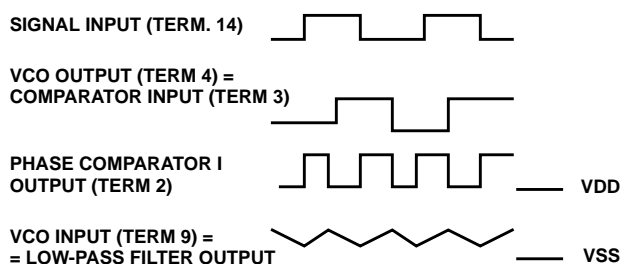 SIGNAL INPUT (TERM. 14)
VCO OUTPUT (TERM 4) =
COMPARATOR INPUT (TERM 3)
PHASE COMPARATOR I
OUTPUT (TERM 2)
VDD
VCO INPUT (TERM 9) =
= LOW-PASS FILTER OUTPUT
VSS